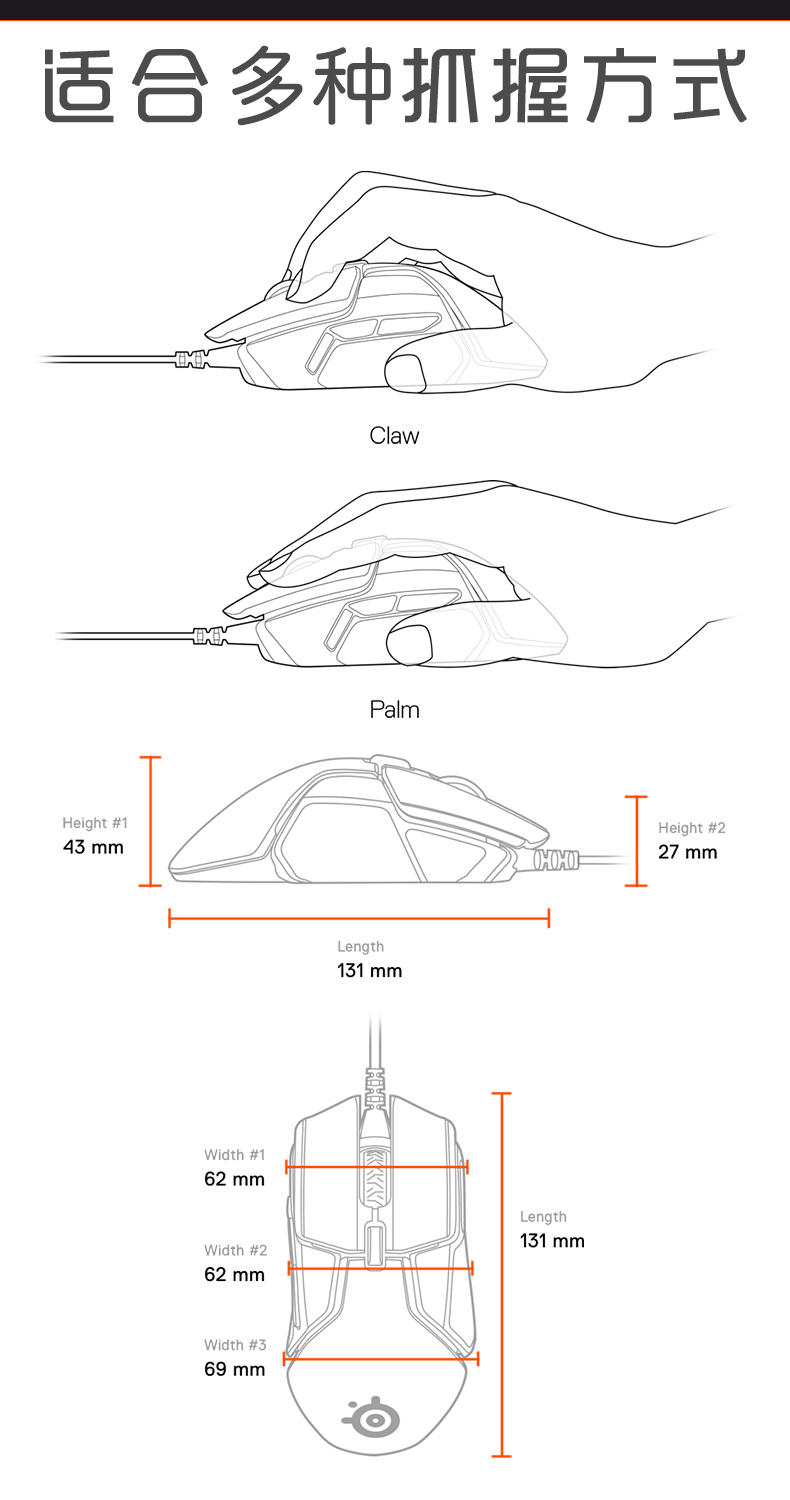 适合多种抓握方式
Claw
Palm
Height #1
43 mm
Height #2
27 mm
Length
131 mm
Width #1
62 mm
Length
131 mm
Width #2
62 mm
Width #3
69 mm